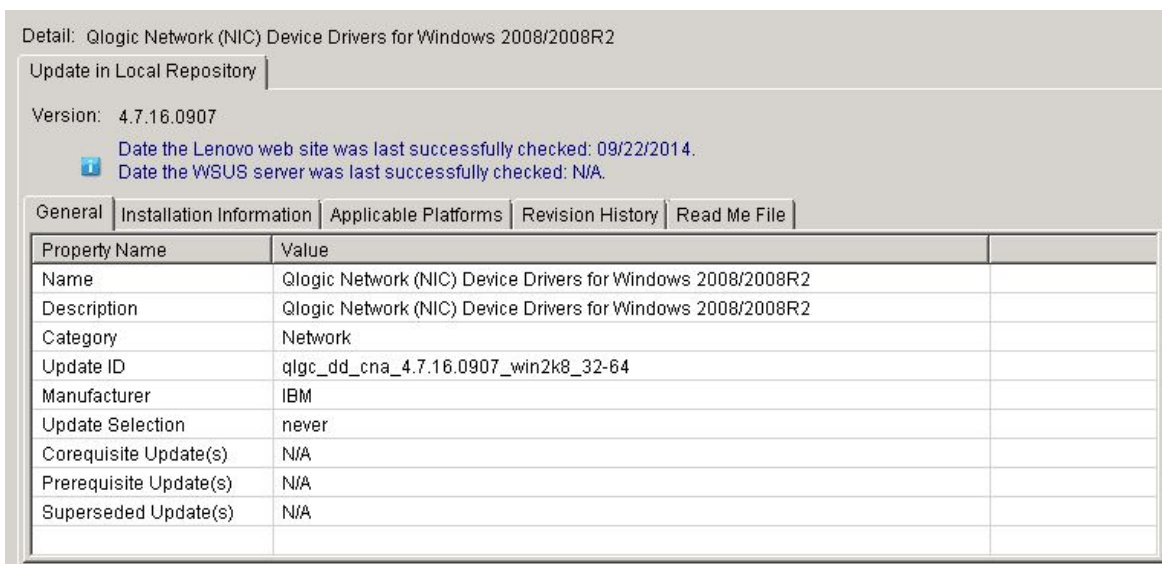 Detail: Qlogic Network (NIC) Device Drivers for Windows 2008/2008R2
Update in Local Repository
Version: 4.7.16.0907
Date the Lenovo web site was last successfully checked: 09/22/2014.
Date the WSUS server was last successfully checked: N/A.
General Installation Information Applicable Platforms Revision History Read Me File
Property Name Value
Name Qlogic Network (NIC) Device Drivers for Windows 2008/2008R2
Description Qlogic Network (NIC) Device Drivers for Windows 2008/2008R2
Category Network
Update ID qlgc_dd_cna_4.7.16.0907_win2k8_32-64
Manufacturer IBM
Update Selection never
Corequisite Update(s) N/A
Prerequisite Update(s) N/A
Superseded Update(s) N/A